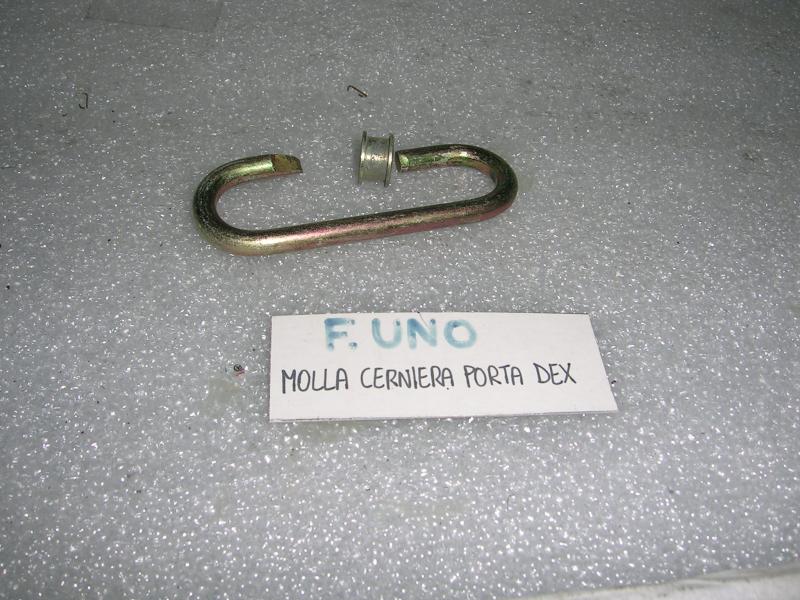 F. UNO
MOLLA CERNIERA PORTA DEX